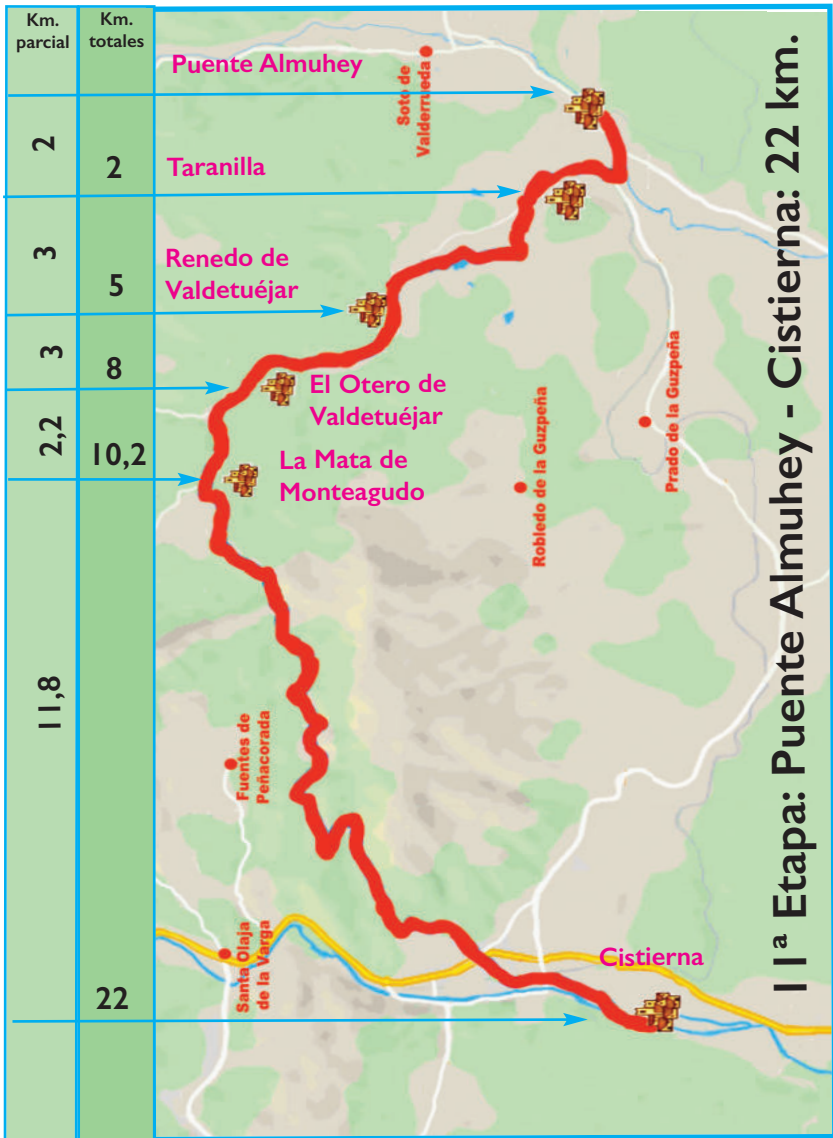 Km.
parcial
Km.
totales
Puente Almuhey
Soto de
Valderrueda
2
2
Taranilla
3
5
Renedo de
Valdetuéjar
3
8
El Otero de
Valdetuéjar
2,2
10,2
La Mata de
Monteagudo
Prado de la Guzpeña
Robledo de la Guzpeña
11,8
Fuentes de
Peñacorada
Santa Olaja
de la Varga
Cistierna
22
11ª Etapa: Puente Almuhey - Cistierna: 22 km.